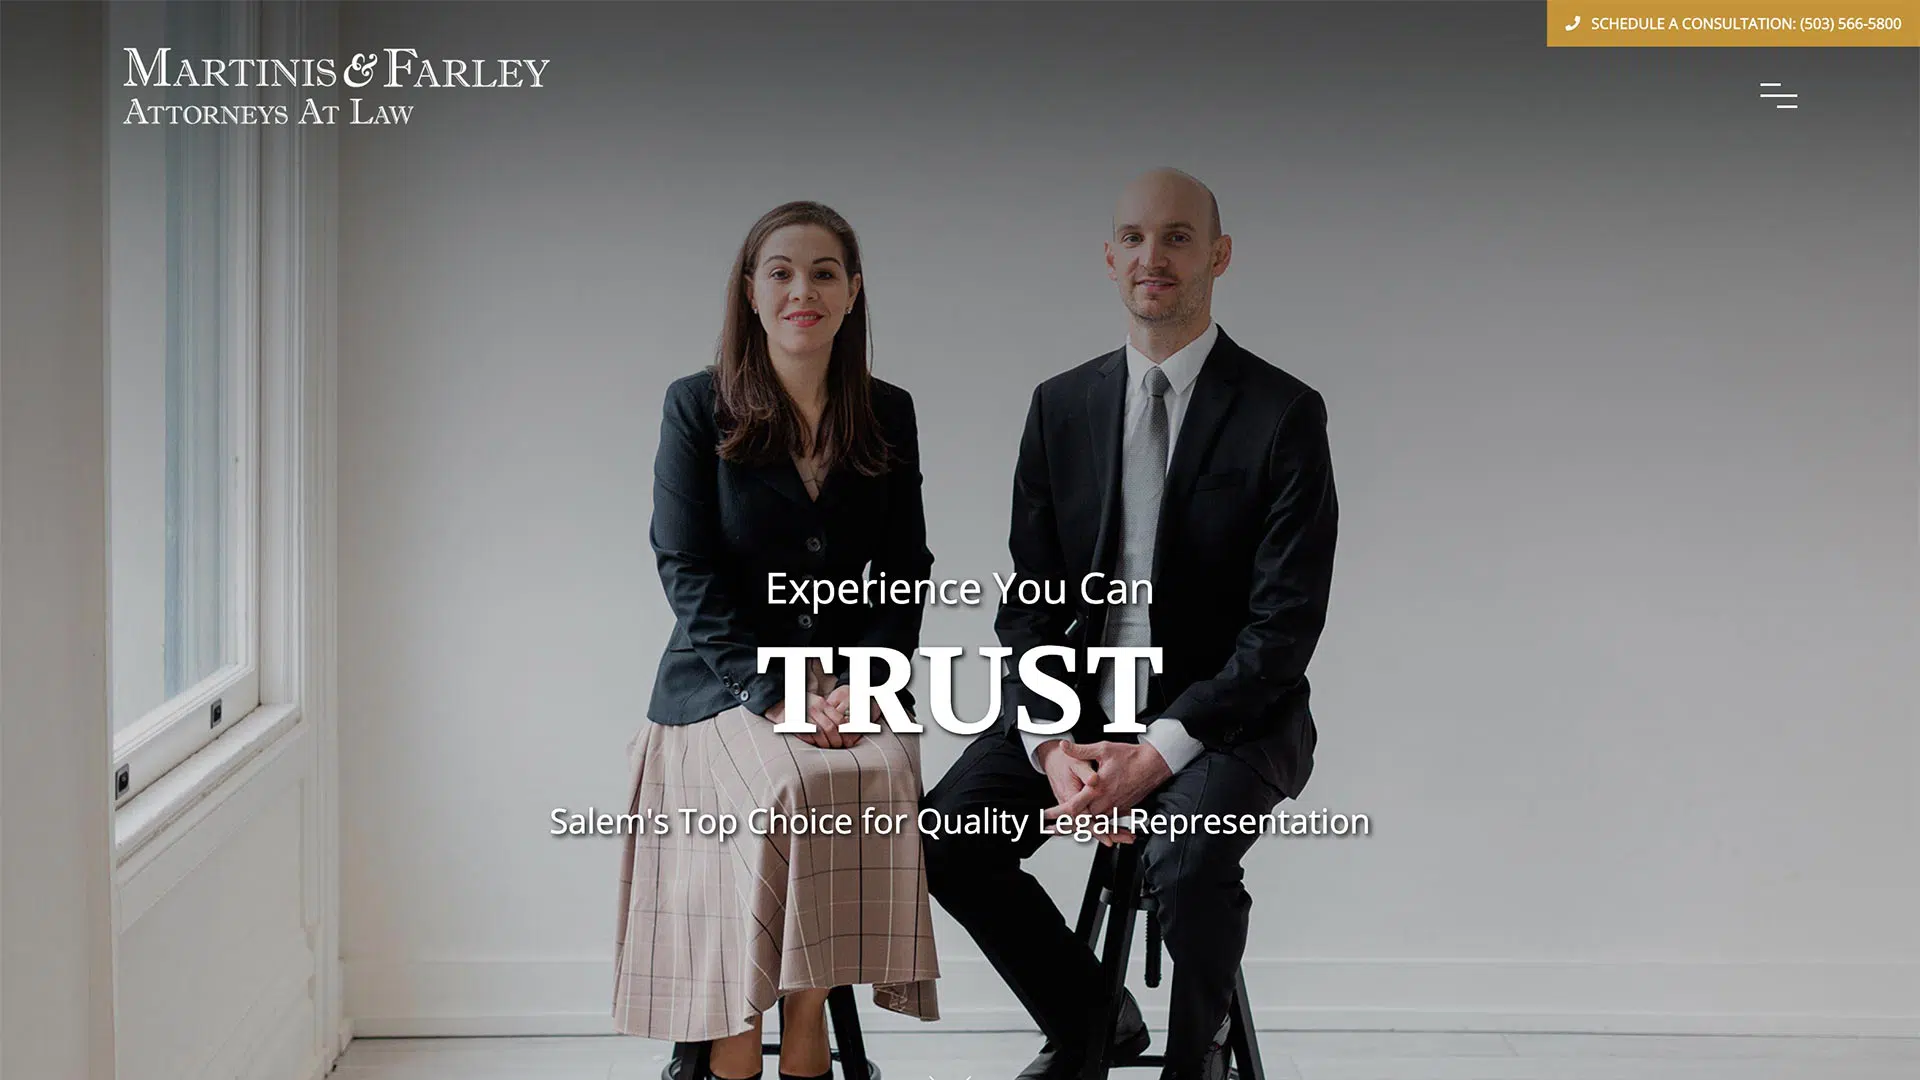 SCHEDULE A CONSULTATION: (503) 566-5800
MARTINIS & FARLEY
ATTORNEYS AT LAW
Experience You Can
TRUST
Salem's Top Choice for Quality Legal Representation